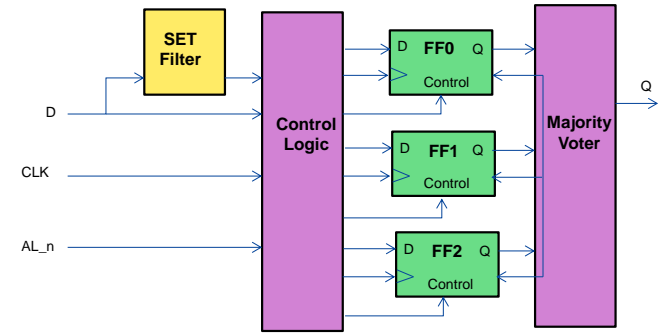 SET
Filter
D
CLK
AL_n
Control
Logic
D FF0 Q
Control
D FF1 Q
Control
D FF2 Q
Control
Majority
Voter
Q